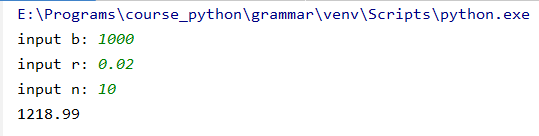 E:\Programs\course_python\grammar\venv\Scripts\python.exe
input b: 1000
input r: 0.02
input n: 10
1218.99